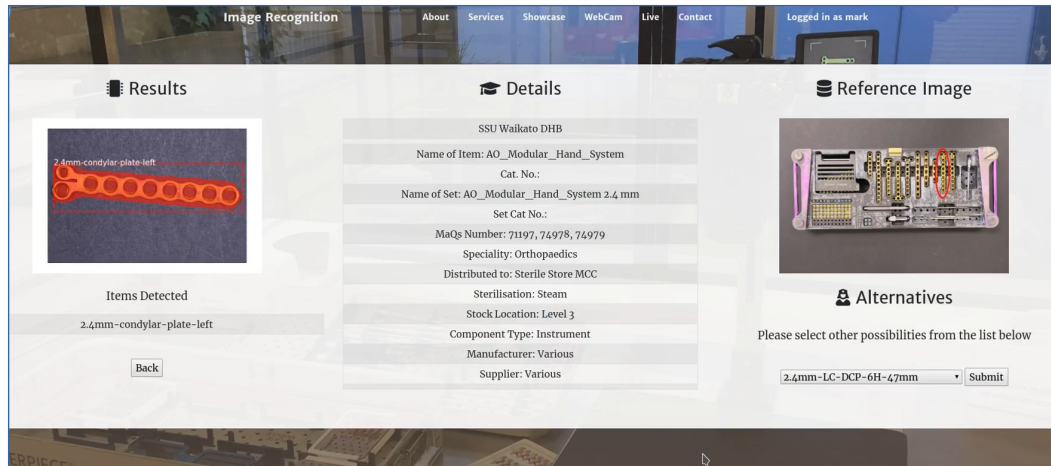 Image Recognition
About Services Showcase WebCam Live Contact
Logged in as mark
Results
2.4mm-condylar-plate-left
Items Detected
2.4mm-condylar-plate-left
Back
Details
SSU Waikato DHB
Name of Item: AO_Modular_Hand_System
Cat. No.:
Name of Set: AO_Modular_Hand_System 2.4 mm
Set Cat No.:
MaQs Number: 71197, 74978, 74979
Speciality: Orthopaedics
Distributed to: Sterile Store MCC
Sterilisation: Steam
Stock Location: Level 3
Component Type: Instrument
Manufacturer: Various
Supplier: Various
Reference Image
Alternatives
Please select other possibilities from the list below
2.4mm-LC-DCP-6H-47mm
Submit